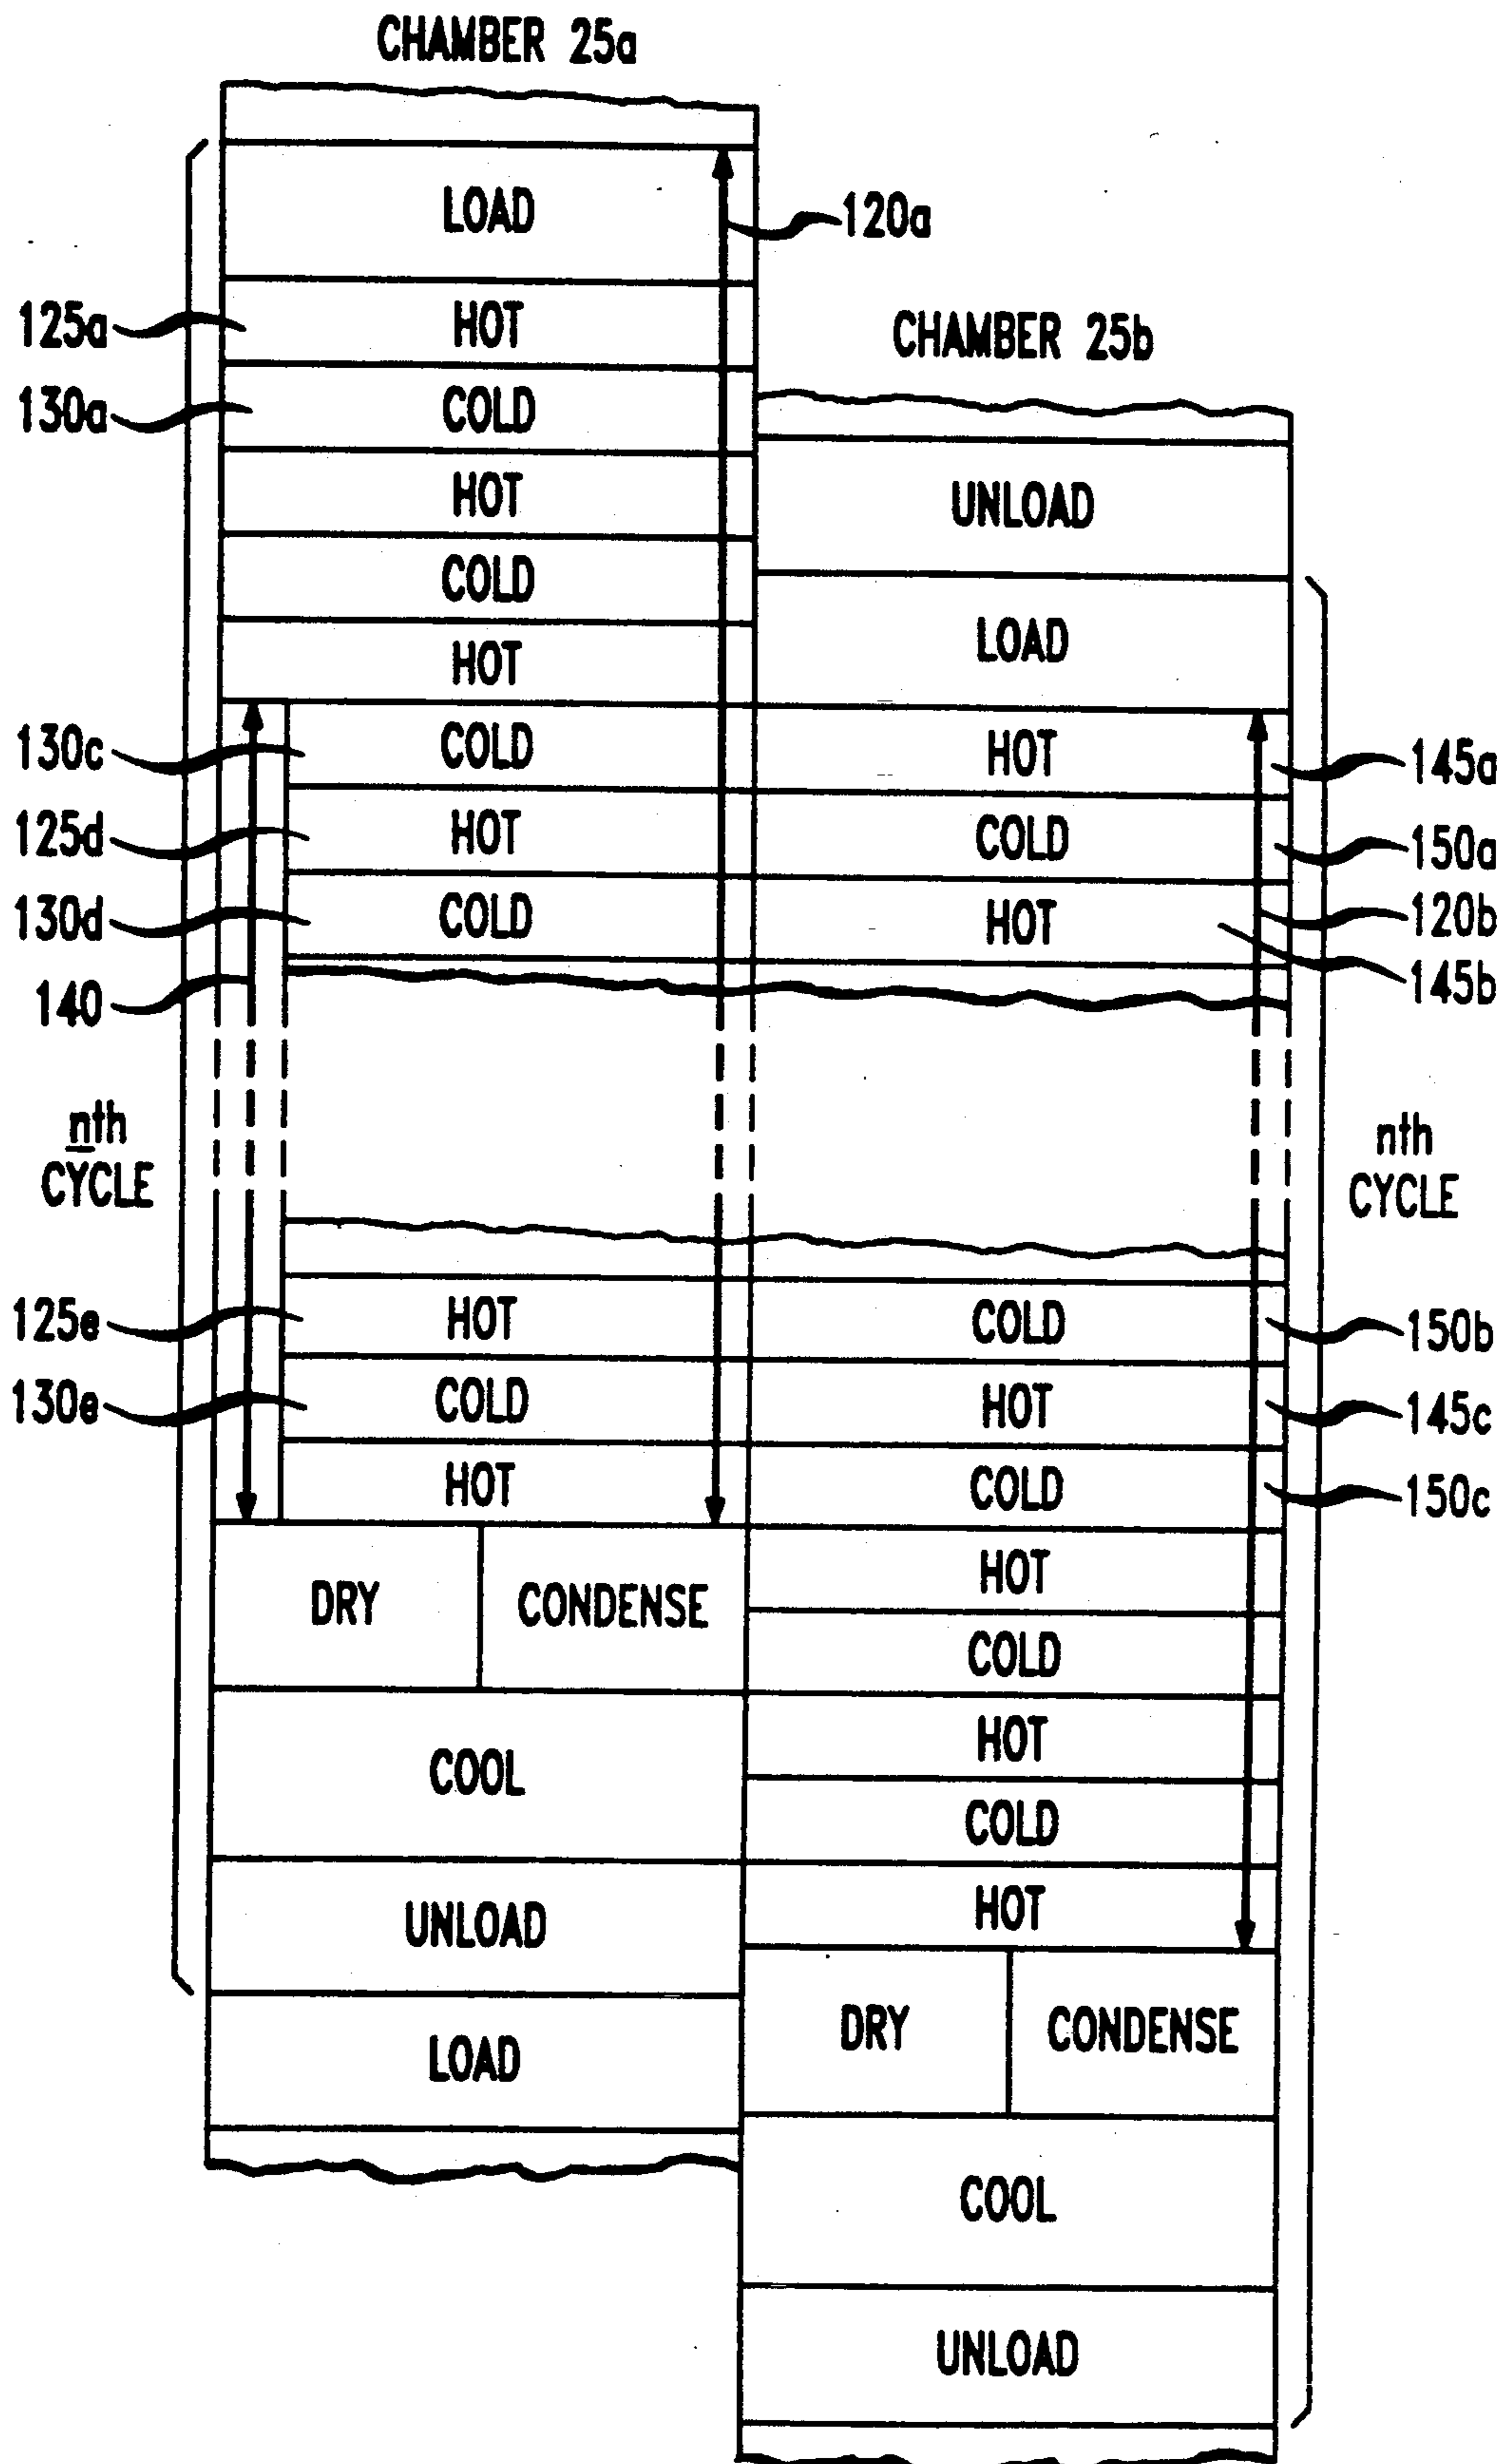 CHAMBER 25a
LOAD
120a
125a
HOT
CHAMBER 25b
130a
COLD
HOT
UNLOAD
COLD
LOAD
HOT
130c
COLD
HOT
145a
125d
HOT
COLD
150a
130d
COLD
HOT
120b
140
145b
nth
CYCLE
nth
CYCLE
125e
HOT
COLD
150b
130e
COLD
HOT
145c
HOT
COLD
150c
DRY
CONDENSE
HOT
COLD
COOL
HOT
COLD
UNLOAD
HOT
LOAD
DRY
CONDENSE
COOL
UNLOAD